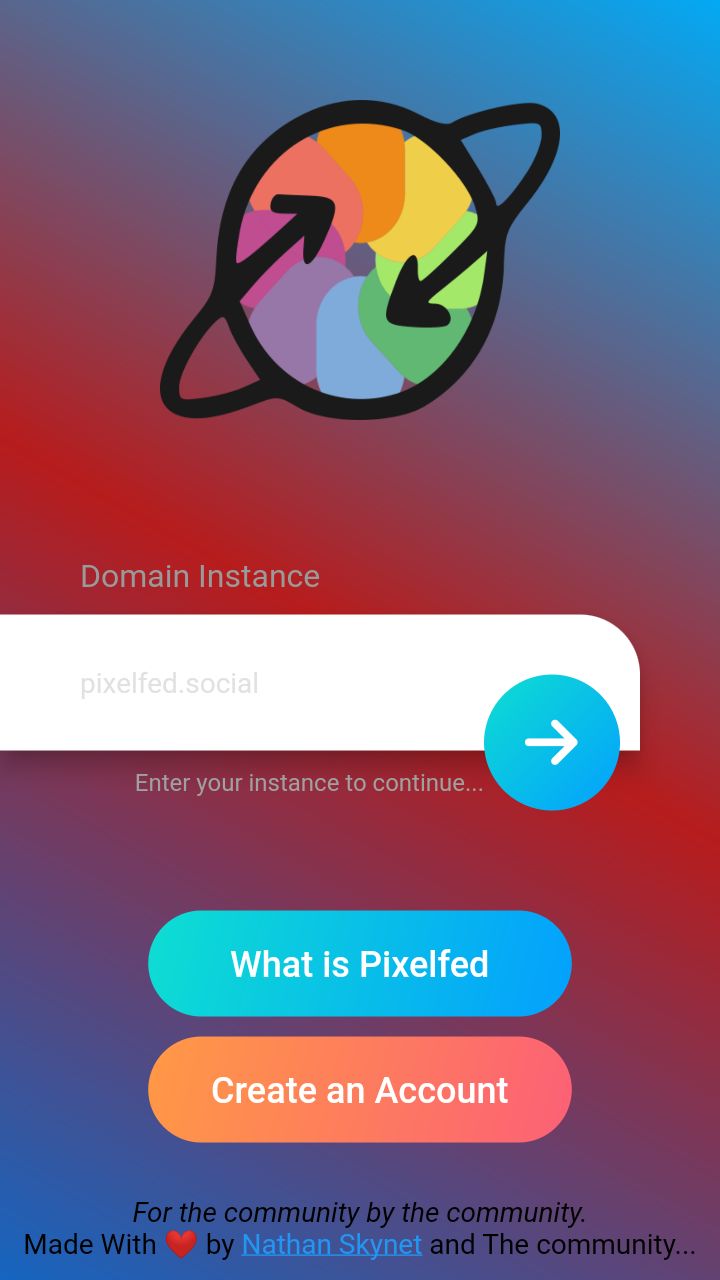 Domain Instance
pixelfed.social
Enter your instance to continue...
What is Pixelfed
Create an Account
For the community by the community.
Made With ❤️ by Nathan Skynet and The community...